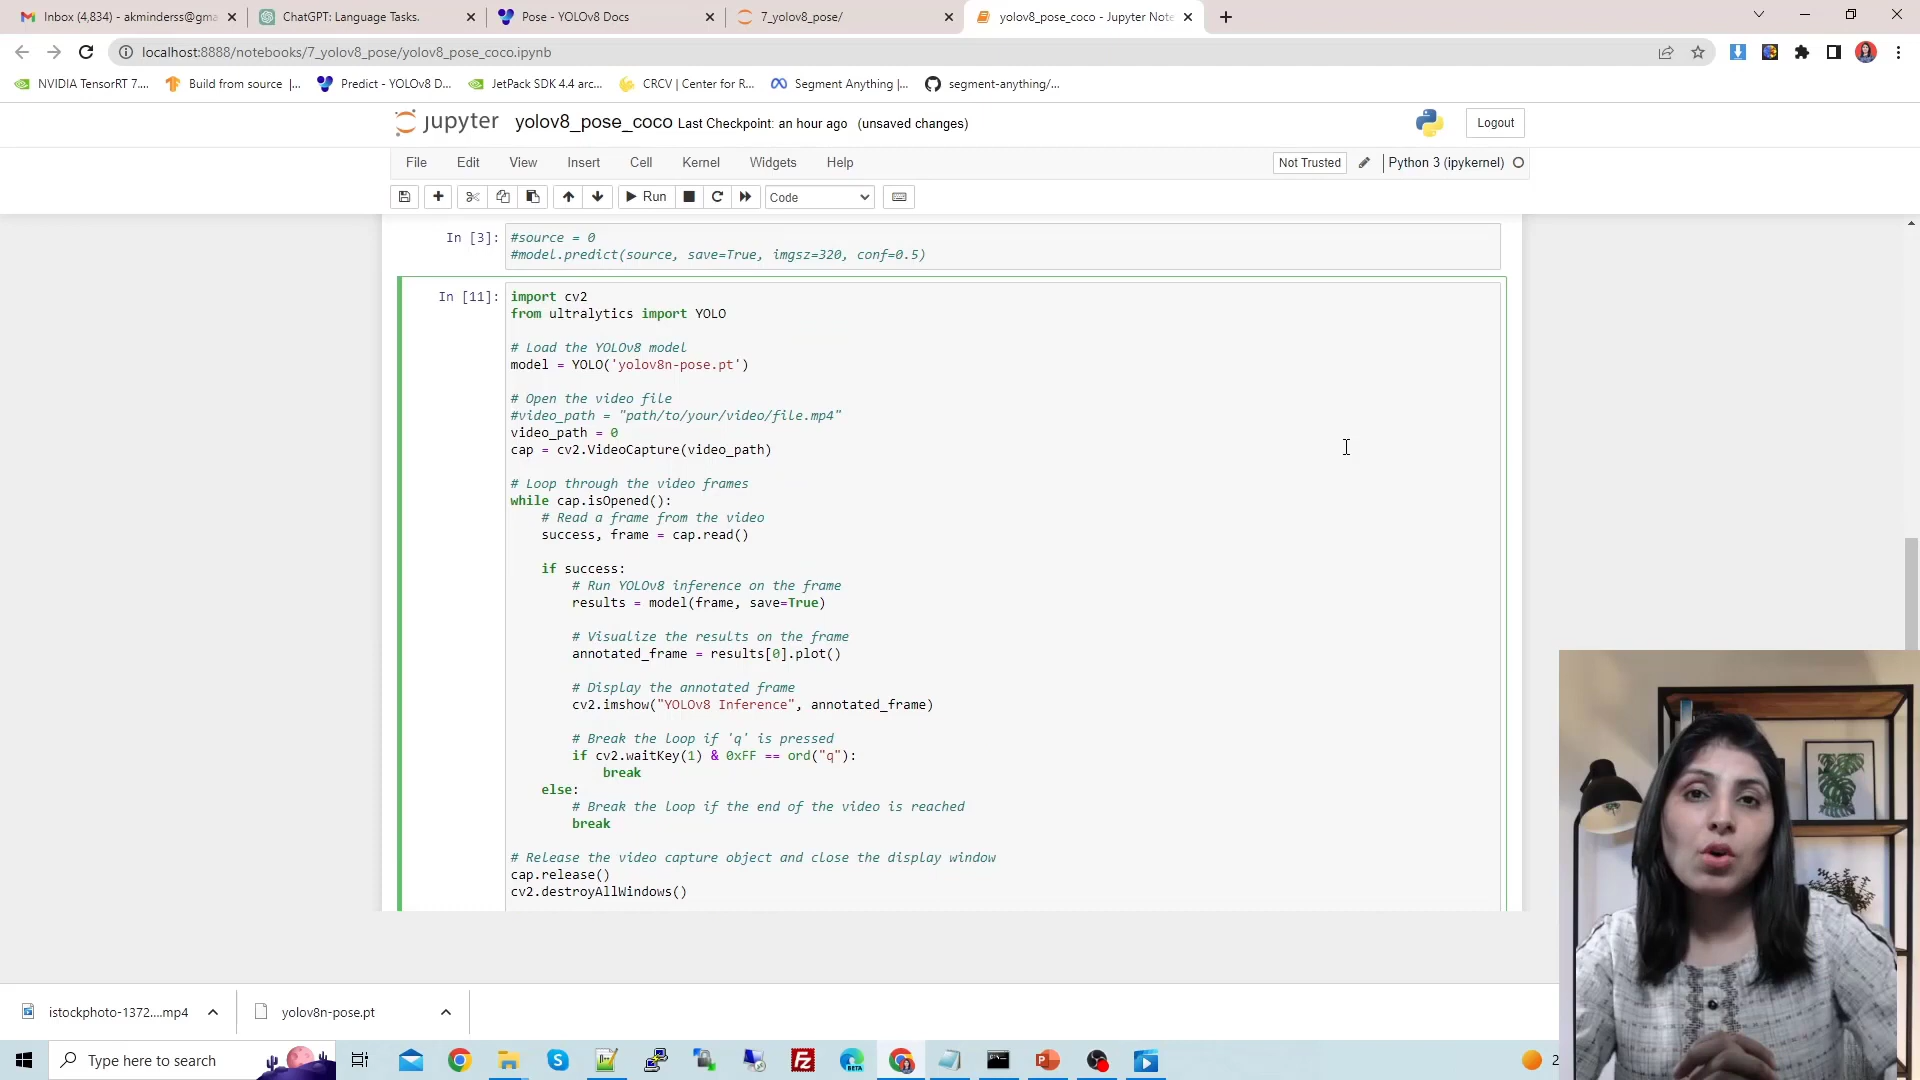 Inbox (4,834) - akminderss@gma
ChatGPT: Language Tasks.
Pose - YOLOv8 Docs
7_yolov8_pose/
yolov8_pose_coco - Jupyter Note
localhost:8888/notebooks/7_yolov8_pose/yolov8_pose_coco.ipynb
NVIDIA TensorRT 7....
Build from source |...
Predict - YOLOv8 D...
JetPack SDK 4.4 arc...
CRCV | Center for R...
Segment Anything |...
segment-anything/...
jupyter yolov8_pose_coco Last Checkpoint: an hour ago (unsaved changes)
Logout
File Edit View Insert Cell Kernel Widgets Help
Not Trusted
Python 3 (ipykernel)
Run
Code
In [3]:
#source = 0
#model.predict(source, save=True, imgsz=320, conf=0.5)
In [11]:
import cv2
from ultralytics import YOLO
# Load the YOLOv8 model
model = YOLO('yolov8n-pose.pt')
# Open the video file
#video_path = "path/to/your/video/file.mp4"
video_path = 0
cap = cv2.VideoCapture(video_path)
# Loop through the video frames
while cap.isOpened():
# Read a frame from the video
success, frame = cap.read()
if success:
# Run YOLOv8 inference on the frame
results = model(frame, save=True)
# Visualize the results on the frame
annotated_frame = results[0].plot()
# Display the annotated frame
cv2.imshow("YOLOv8 Inference", annotated_frame)
# Break the loop if 'q' is pressed
if cv2.waitKey(1) & 0xFF == ord("q"):
break
else:
# Break the loop if the end of the video is reached
break
# Release the video capture object and close the display window
cap.release()
cv2.destroyAllWindows()
istockphoto-1372....mp4
yolov8n-pose.pt
Type here to search
BETA
2